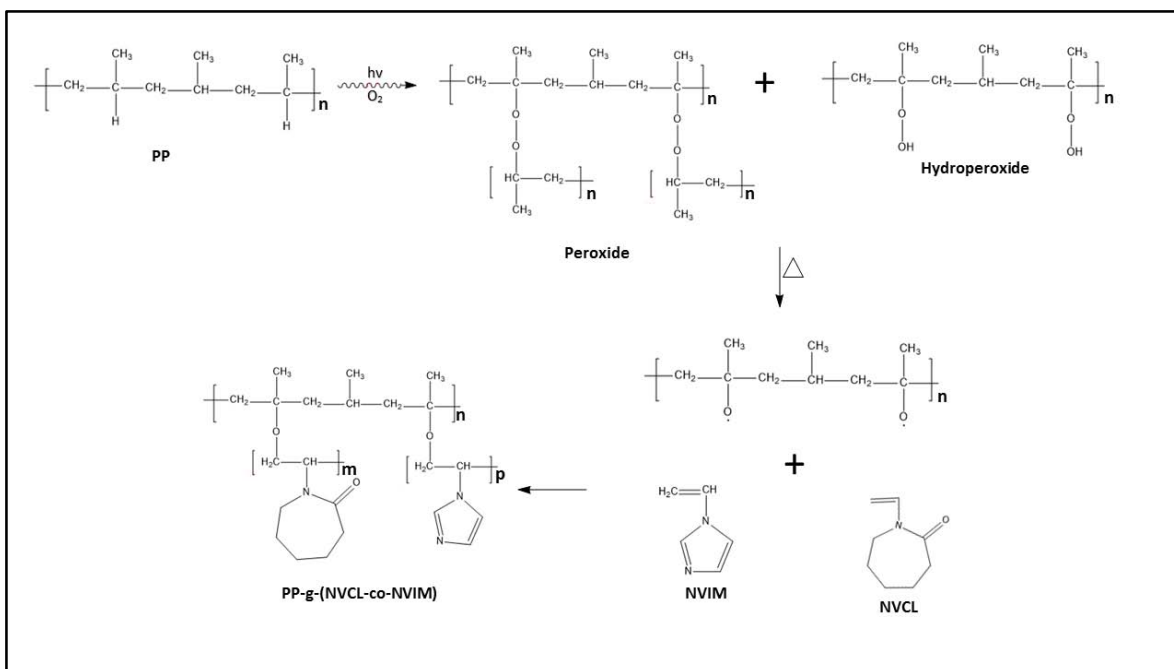 CH₃ CH₃ CH₃
CH₂ C CH₂ CH CH₂ C n
H H
PP
hv
O₂
CH₃ CH₃ CH₃
CH₂ C CH₂ CH CH₂ C n
O O
O O
HC CH₂ n HC CH₂ n
CH₃ CH₃
Peroxide
+
CH₃ CH₃ CH₃
CH₂ C CH₂ CH CH₂ C n
O O
OH OH
Hydroperoxide
△
CH₃ CH₃ CH₃
CH₂ C CH₂ CH CH₂ C n
O· O·
+
H₂C CH
N
N
NVIM
N O
NVCL
CH₃ CH₃ CH₃
CH₂ C CH₂ CH CH₂ C n
O O
H₂C CH m H₂C CH p
N O N
N
PP-g-(NVCL-co-NVIM)